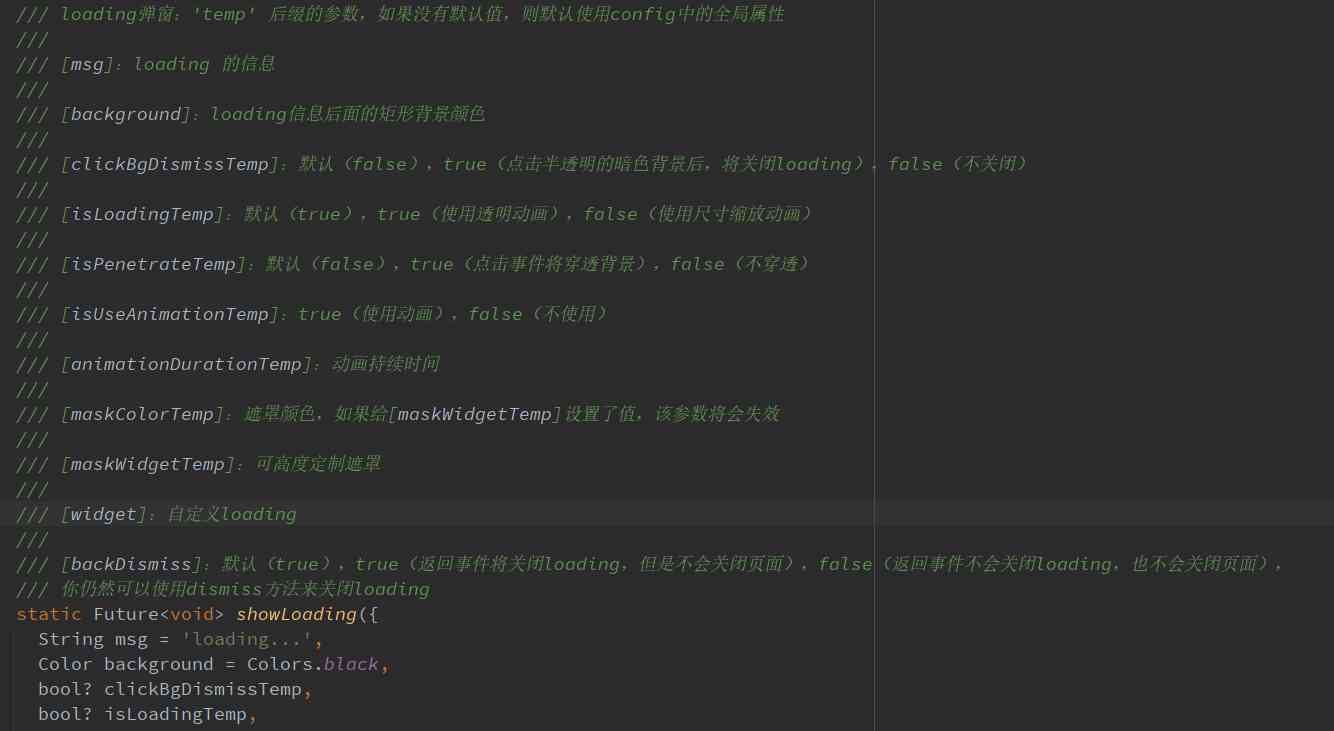 /// loading弹窗：'temp' 后缀的参数，如果没有默认值，则默认使用config中的全局属性
///
/// [msg]：loading 的信息
///
/// [background]：loading信息后面的矩形背景颜色
///
/// [clickBgDismissTemp]：默认（false），true（点击半透明的暗色背景后，将关闭loading），false（不关闭）
///
/// [isLoadingTemp]：默认（true），true（使用透明动画），false（使用尺寸缩放动画）
///
/// [isPenetrateTemp]：默认（false），true（点击事件将穿透背景），false（不穿透）
///
/// [isUseAnimationTemp]：true（使用动画），false（不使用）
///
/// [animationDurationTemp]：动画持续时间
///
/// [maskColorTemp]：遮罩颜色，如果给[maskWidgetTemp]设置了值，该参数将会失效
///
/// [maskWidgetTemp]：可高度定制遮罩
///
/// [widget]：自定义loading
///
/// [backDismiss]：默认（true），true（返回事件将关闭loading，但是不会关闭页面），false（返回事件不会关闭loading，也不会关闭页面），
/// 你仍然可以使用dismiss方法来关闭loading
static Future<void> showLoading({
  String msg = 'loading...',
  Color background = Colors.black,
  bool? clickBgDismissTemp,
  bool? isLoadingTemp,